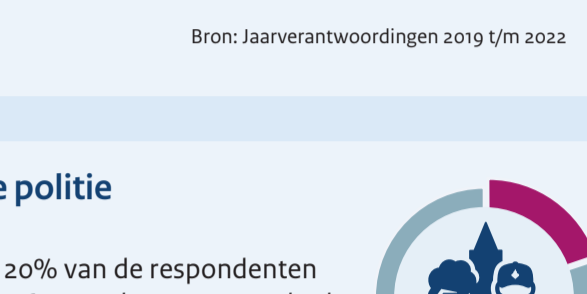 Bron: Jaarverantwoordingen 2019 t/m 2022
politie
20% van de respondenten